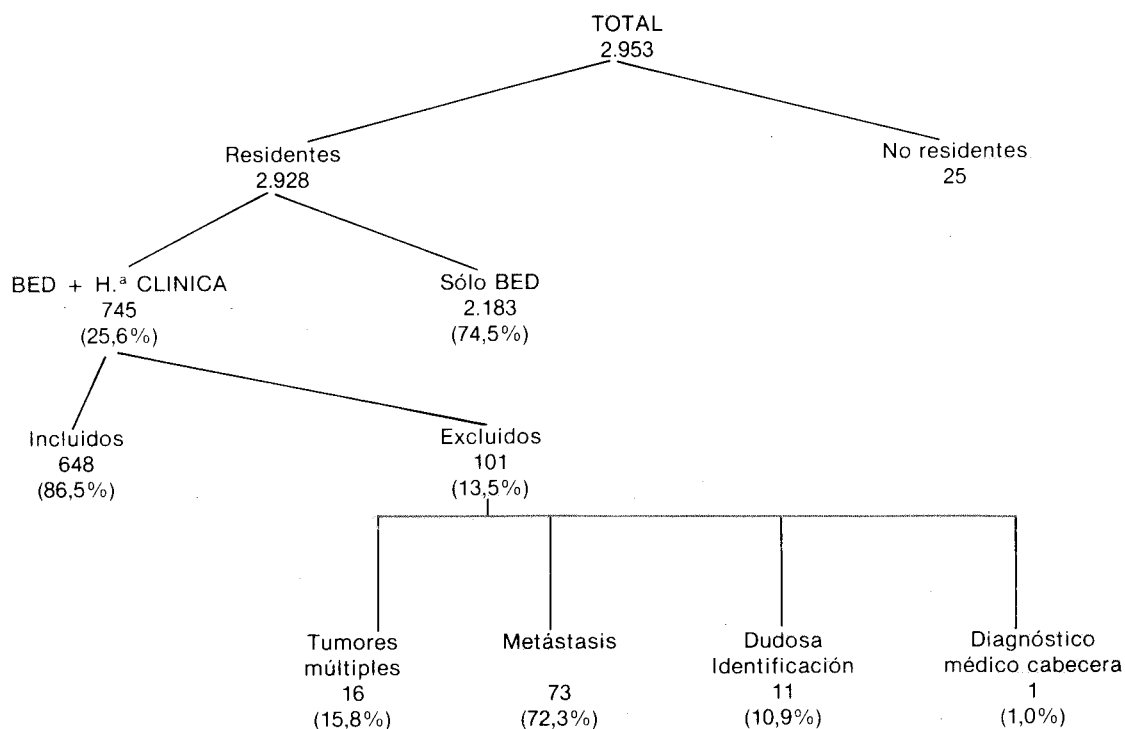 TOTAL
2.953
Residentes
2.928
No residentes
25
BED + H.ª CLINICA
745
(25,6%)
Sólo BED
2.183
(74,5%)
Incluidos
648
(86,5%)
Excluidos
101
(13,5%)
Tumores
múltiples
16
(15,8%)
Metástasis
73
(72,3%)
Dudosa
Identificación
11
(10,9%)
Diagnóstico
médico cabecera
1
(1,0%)